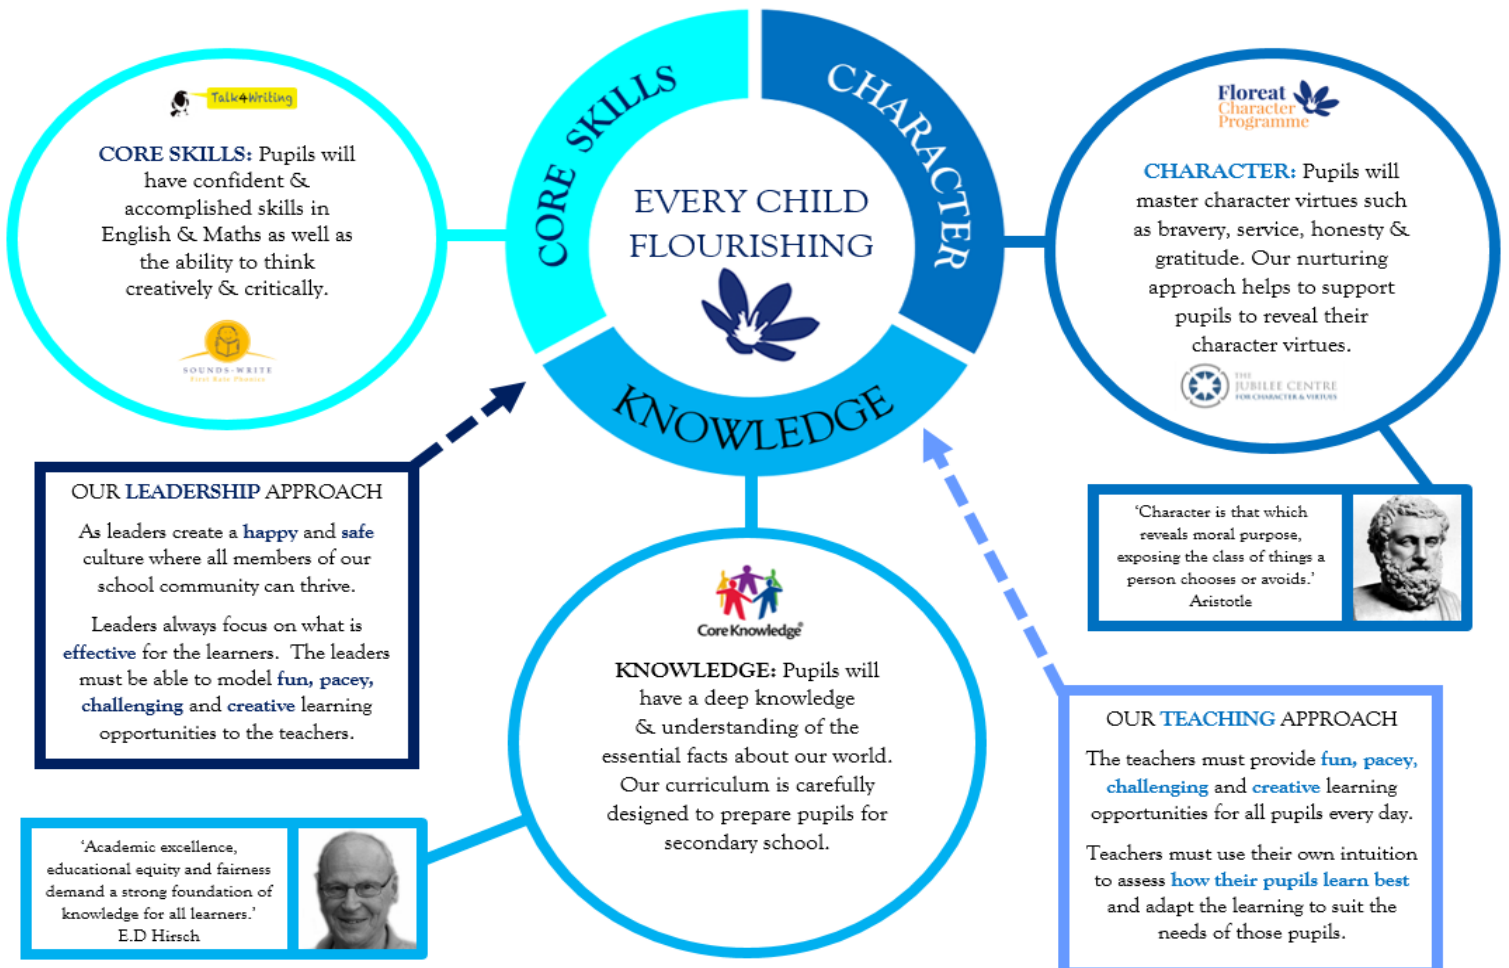 Talk4Writing
CORE SKILLS: Pupils will
have confident &
accomplished skills in
English & Maths as well as
the ability to think
creatively & critically.
SOUNDS-WRITE
First Rate Phonics
CORE SKILLS
CHARACTER
KNOWLEDGE
EVERY CHILD
FLOURISHING
Floreat
Character
Programme
CHARACTER: Pupils will
master character virtues such
as bravery, service, honesty &
gratitude. Our nurturing
approach helps to support
pupils to reveal their
character virtues.
THE
JUBILEE CENTRE
FOR CHARACTER & VIRTUES
‘Character is that which
reveals moral purpose,
exposing the class of things a
person chooses or avoids.’
Aristotle
OUR LEADERSHIP APPROACH
As leaders create a happy and safe
culture where all members of our
school community can thrive.
Leaders always focus on what is
effective for the learners. The leaders
must be able to model fun, pacey,
challenging and creative learning
opportunities to the teachers.
Core Knowledge®
KNOWLEDGE: Pupils will
have a deep knowledge
& understanding of the
essential facts about our world.
Our curriculum is carefully
designed to prepare pupils for
secondary school.
‘Academic excellence,
educational equity and fairness
demand a strong foundation of
knowledge for all learners.’
E.D Hirsch
OUR TEACHING APPROACH
The teachers must provide fun, pacey,
challenging and creative learning
opportunities for all pupils every day.
Teachers must use their own intuition
to assess how their pupils learn best
and adapt the learning to suit the
needs of those pupils.